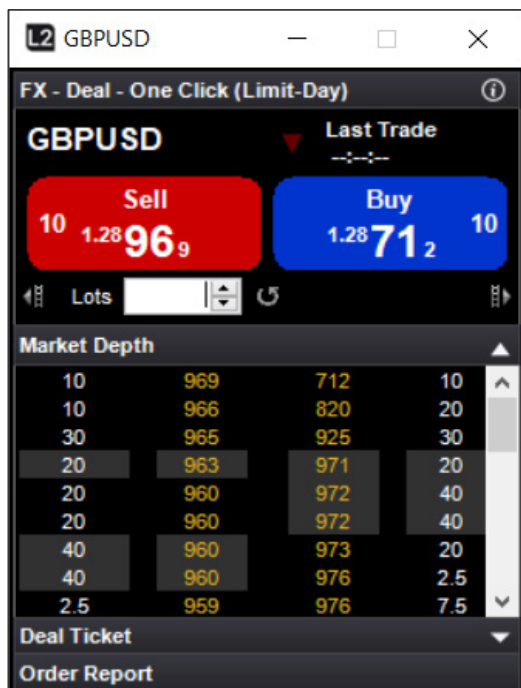 L2 GBPUSD
FX - Deal - One Click (Limit-Day)
GBPUSD
Last Trade
--:--:--
Sell
10 1.28 96 9
Buy
1.28 71 2 10
Lots
Market Depth
10 969 712 10
10 966 820 20
30 965 925 30
20 963 971 20
20 960 972 40
20 960 972 40
40 960 973 20
40 960 976 2.5
2.5 959 976 7.5
Deal Ticket
Order Report